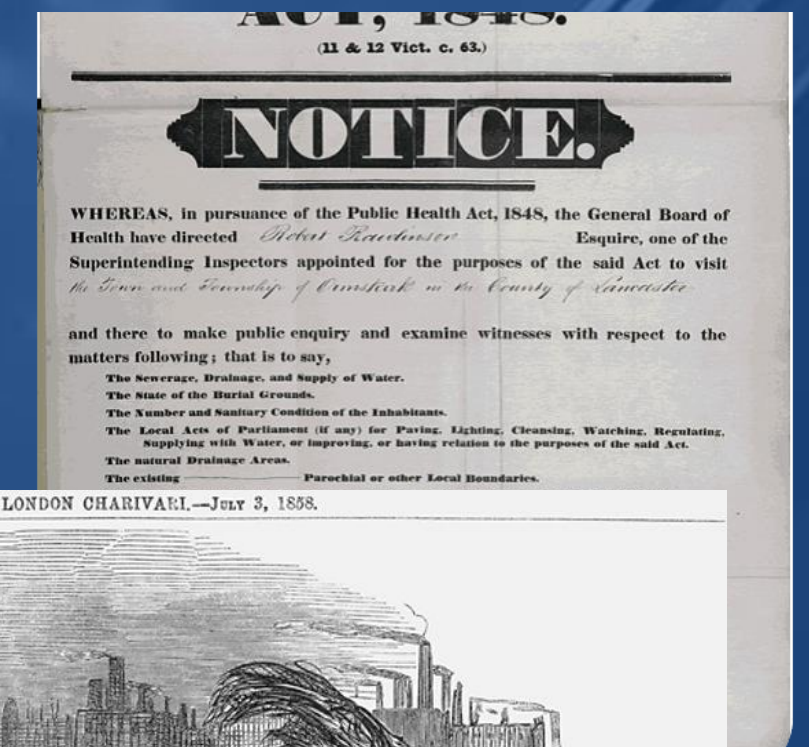 ACT, 1848.
(11 & 12 Vict. c. 63.)
NOTICE.
WHEREAS, in pursuance of the Public Health Act, 1848, the General Board of
Health have directed Robert Rawlinson Esquire, one of the
Superintending Inspectors appointed for the purposes of the said Act to visit
the Town and Township of Ormskirk in the County of Lancaster
and there to make public enquiry and examine witnesses with respect to the
matters following; that is to say,
The Sewerage, Drainage, and Supply of Water.
The State of the Burial Grounds.
The Number and Sanitary Condition of the Inhabitants.
The Local Acts of Parliament (if any) for Paving, Lighting, Cleansing, Watching, Regulating,
Supplying with Water, or improving, or having relation to the purposes of the said Act.
The natural Drainage Areas.
The existing Parochial or other Local Boundaries.
LONDON CHARIVARI.—JULY 3, 1858.